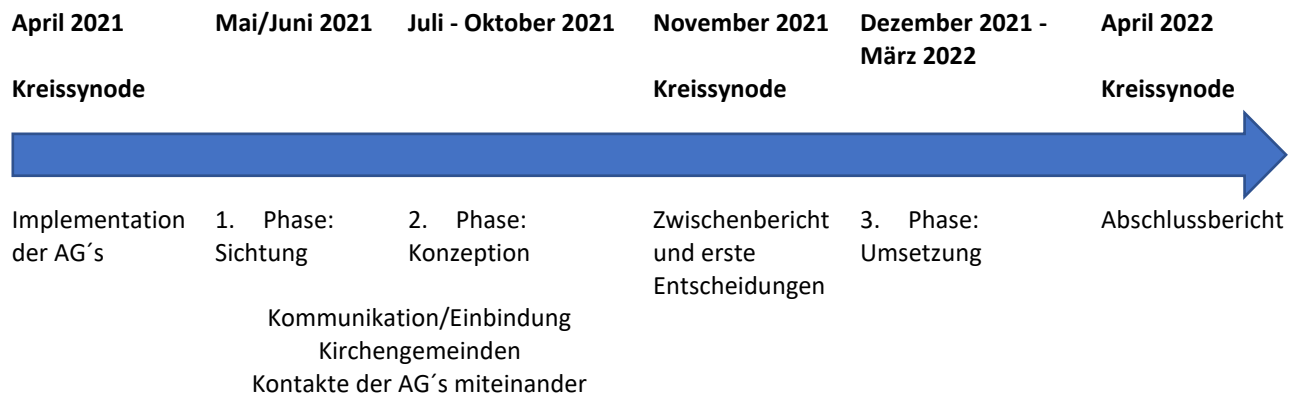 April 2021
Mai/Juni 2021
Juli - Oktober 2021
November 2021
Dezember 2021 -
März 2022
April 2022
Kreissynode
Kreissynode
Kreissynode
Implementation
der AG´s
1. Phase:
Sichtung
2. Phase:
Konzeption
Zwischenbericht
und erste
Entscheidungen
3. Phase:
Umsetzung
Abschlussbericht
Kommunikation/Einbindung
Kirchengemeinden
Kontakte der AG´s miteinander